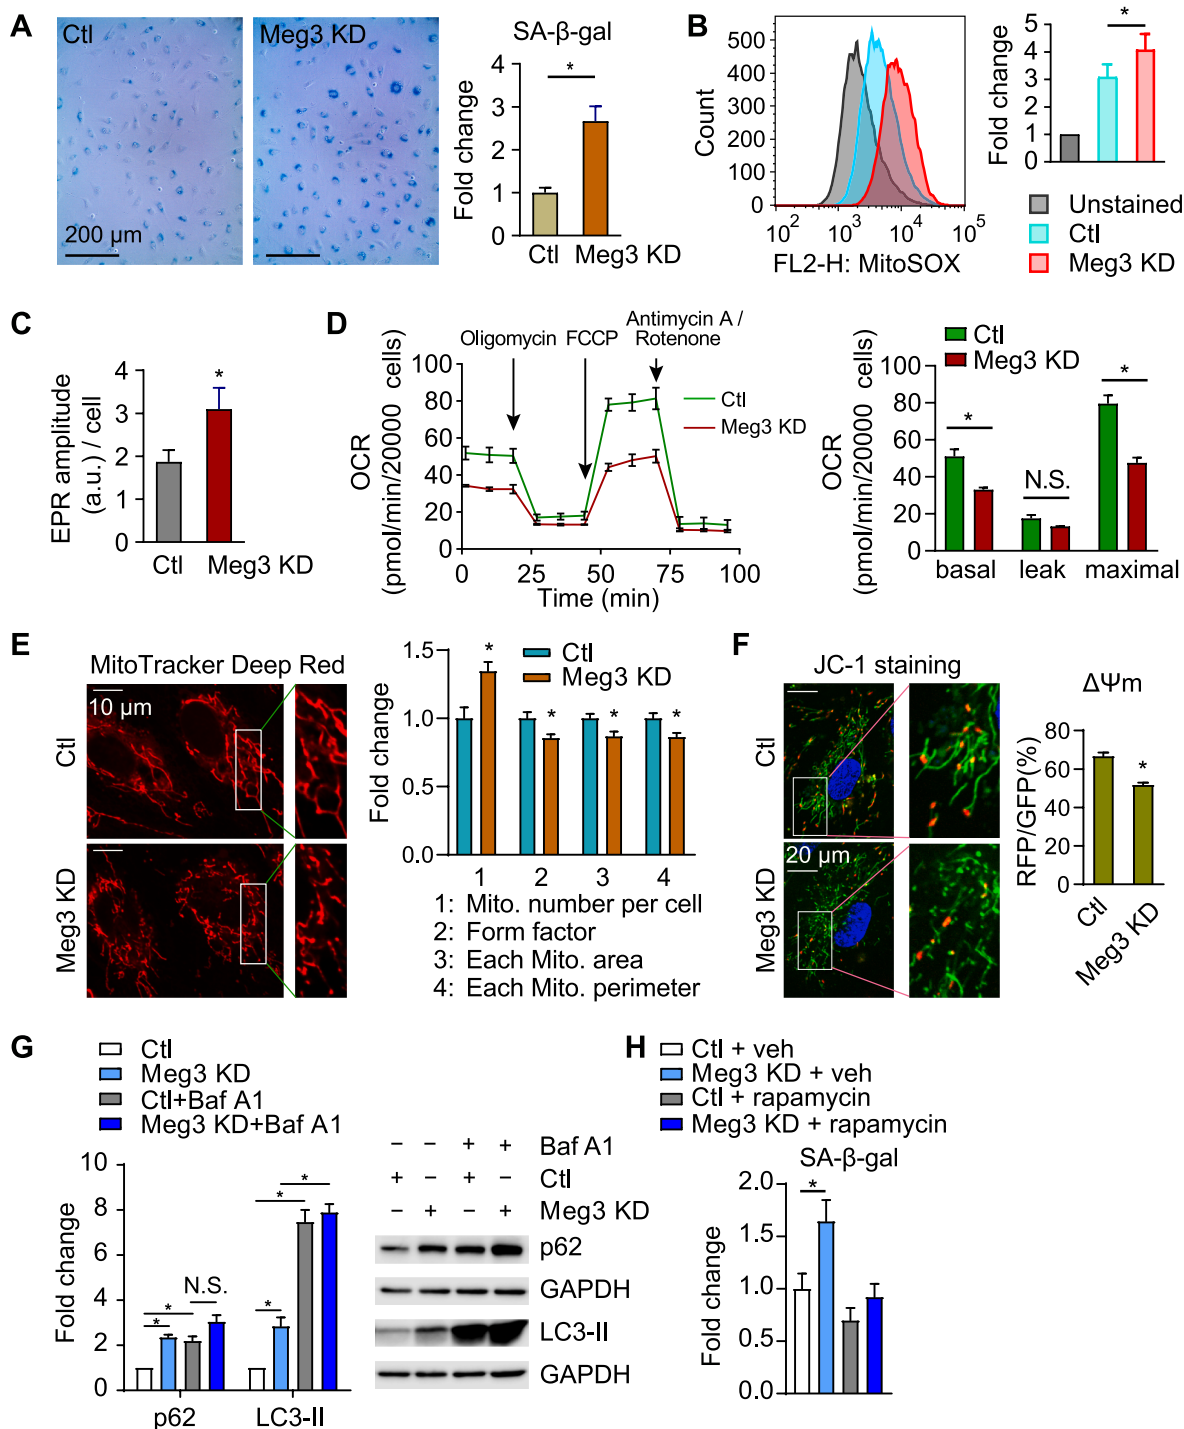 A
Ctl
Meg3 KD
200 μm
SA-β-gal
Fold change
4
3
2
1
0
*
Ctl
Meg3 KD
B
Count
500
400
300
200
100
0
10² 10³ 10⁴ 10⁵
FL2-H: MitoSOX
Fold change
5
4
3
2
1
0
*
Unstained
Ctl
Meg3 KD
C
EPR amplitude
(a.u.) / cell
4
3
2
1
0
*
Ctl
Meg3 KD
D
Oligomycin
FCCP
Antimycin A /
Rotenone
OCR
(pmol/min/20000 cells)
100
80
60
40
20
0
Ctl
Meg3 KD
0 25 50 75 100
Time (min)
Ctl
Meg3 KD
OCR
(pmol/min/20000 cells)
100
80
60
40
20
0
*
N.S.
*
basal leak maximal
E
MitoTracker Deep Red
10 μm
Ctl
Meg3 KD
Fold change
1.5
1.0
0.5
0.0
Ctl
Meg3 KD
* * * *
1 2 3 4
1: Mito. number per cell
2: Form factor
3: Each Mito. area
4: Each Mito. perimeter
F
JC-1 staining
Ctl
Meg3 KD
20 μm
ΔΨm
RFP/GFP(%)
80
60
40
20
0
*
Ctl
Meg3 KD
G
Ctl
Meg3 KD
Ctl+Baf A1
Meg3 KD+Baf A1
Fold change
10
8
6
4
2
0
* * N.S.
* * *
p62 LC3-II
− − + + Baf A1
+ − + − Ctl
− + − + Meg3 KD
p62
GAPDH
LC3-II
GAPDH
H
Ctl + veh
Meg3 KD + veh
Ctl + rapamycin
Meg3 KD + rapamycin
SA-β-gal
Fold change
2.0
1.5
1.0
0.5
0.0
*